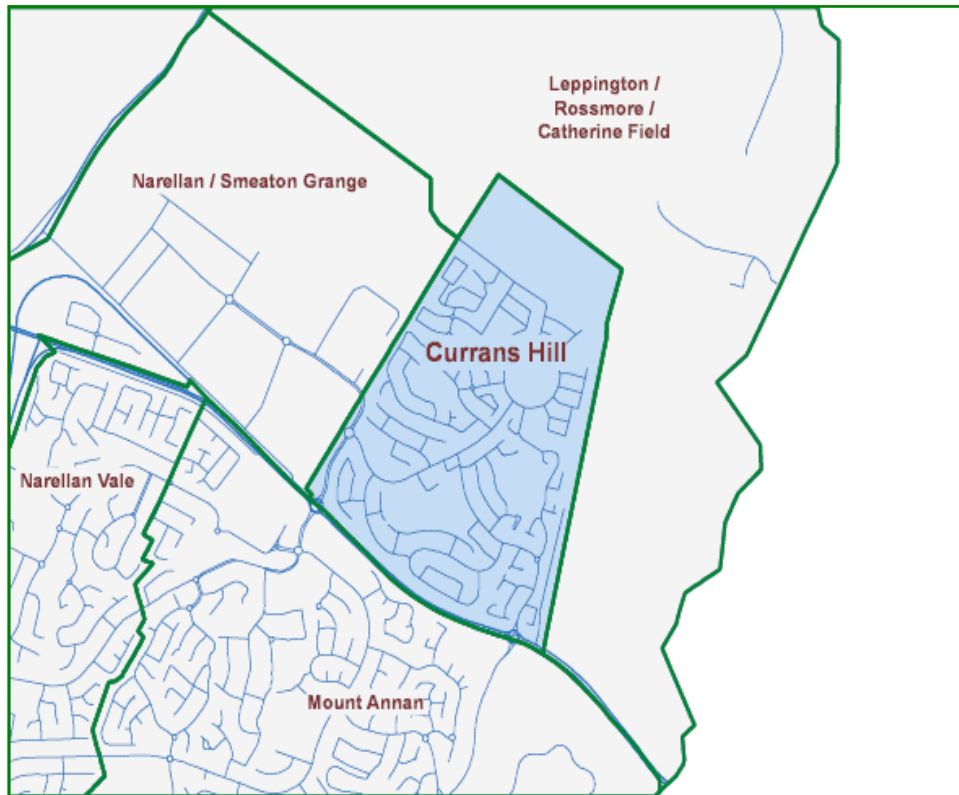 Leppington /
Rossmore /
Catherine Field
Narellan / Smeaton Grange
Currans Hill
Narellan Vale
Mount Annan